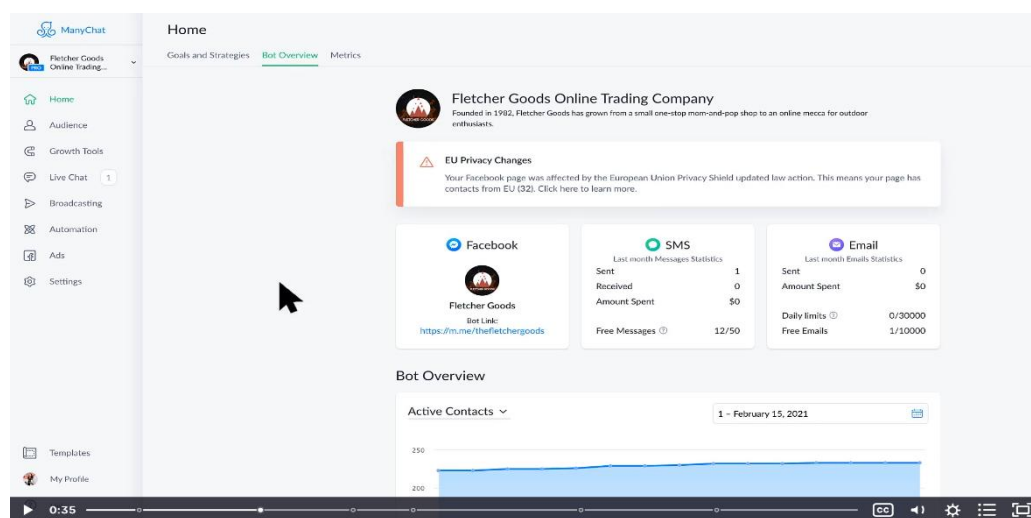 ManyChat
Home
Fletcher Goods
Online Trading...
PRO
Goals and Strategies Bot Overview Metrics
Home
Audience
Growth Tools
Live Chat 1
Broadcasting
Automation
Ads
Settings
Templates
My Profile
Fletcher Goods Online Trading Company
Founded in 1982, Fletcher Goods has grown from a small one-stop mom-and-pop shop to an online mecca for outdoor
enthusiasts.
EU Privacy Changes
Your Facebook page was affected by the European Union Privacy Shield updated law action. This means your page has
contacts from EU (32). Click here to learn more.
Facebook
Fletcher Goods
Bot Link:
https://m.me/thefletchergoods
SMS
Last month Messages Statistics
Sent 1
Received 0
Amount Spent $0
Free Messages 12/50
Email
Last month Emails Statistics
Sent 0
Amount Spent $0
Daily limits 0/30000
Free Emails 1/10000
Bot Overview
Active Contacts
1 – February 15, 2021
250
200
0:35
CC